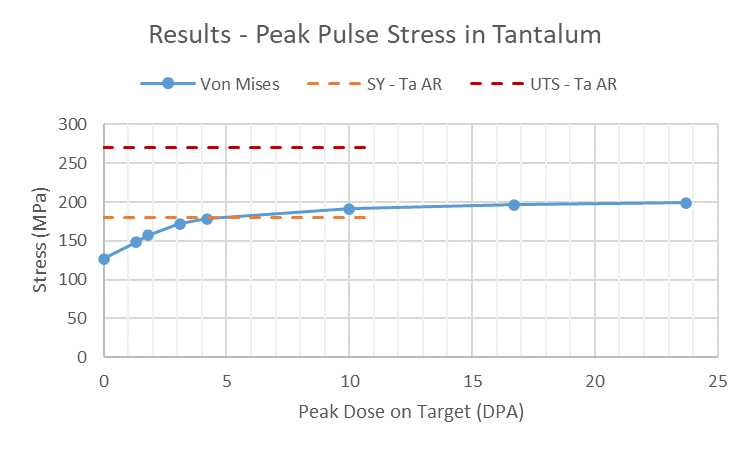 Results - Peak Pulse Stress in Tantalum
Von Mises SY - Ta AR UTS - Ta AR
300
250
200
150
100
50
0
Stress (MPa)
0 5 10 15 20 25
Peak Dose on Target (DPA)